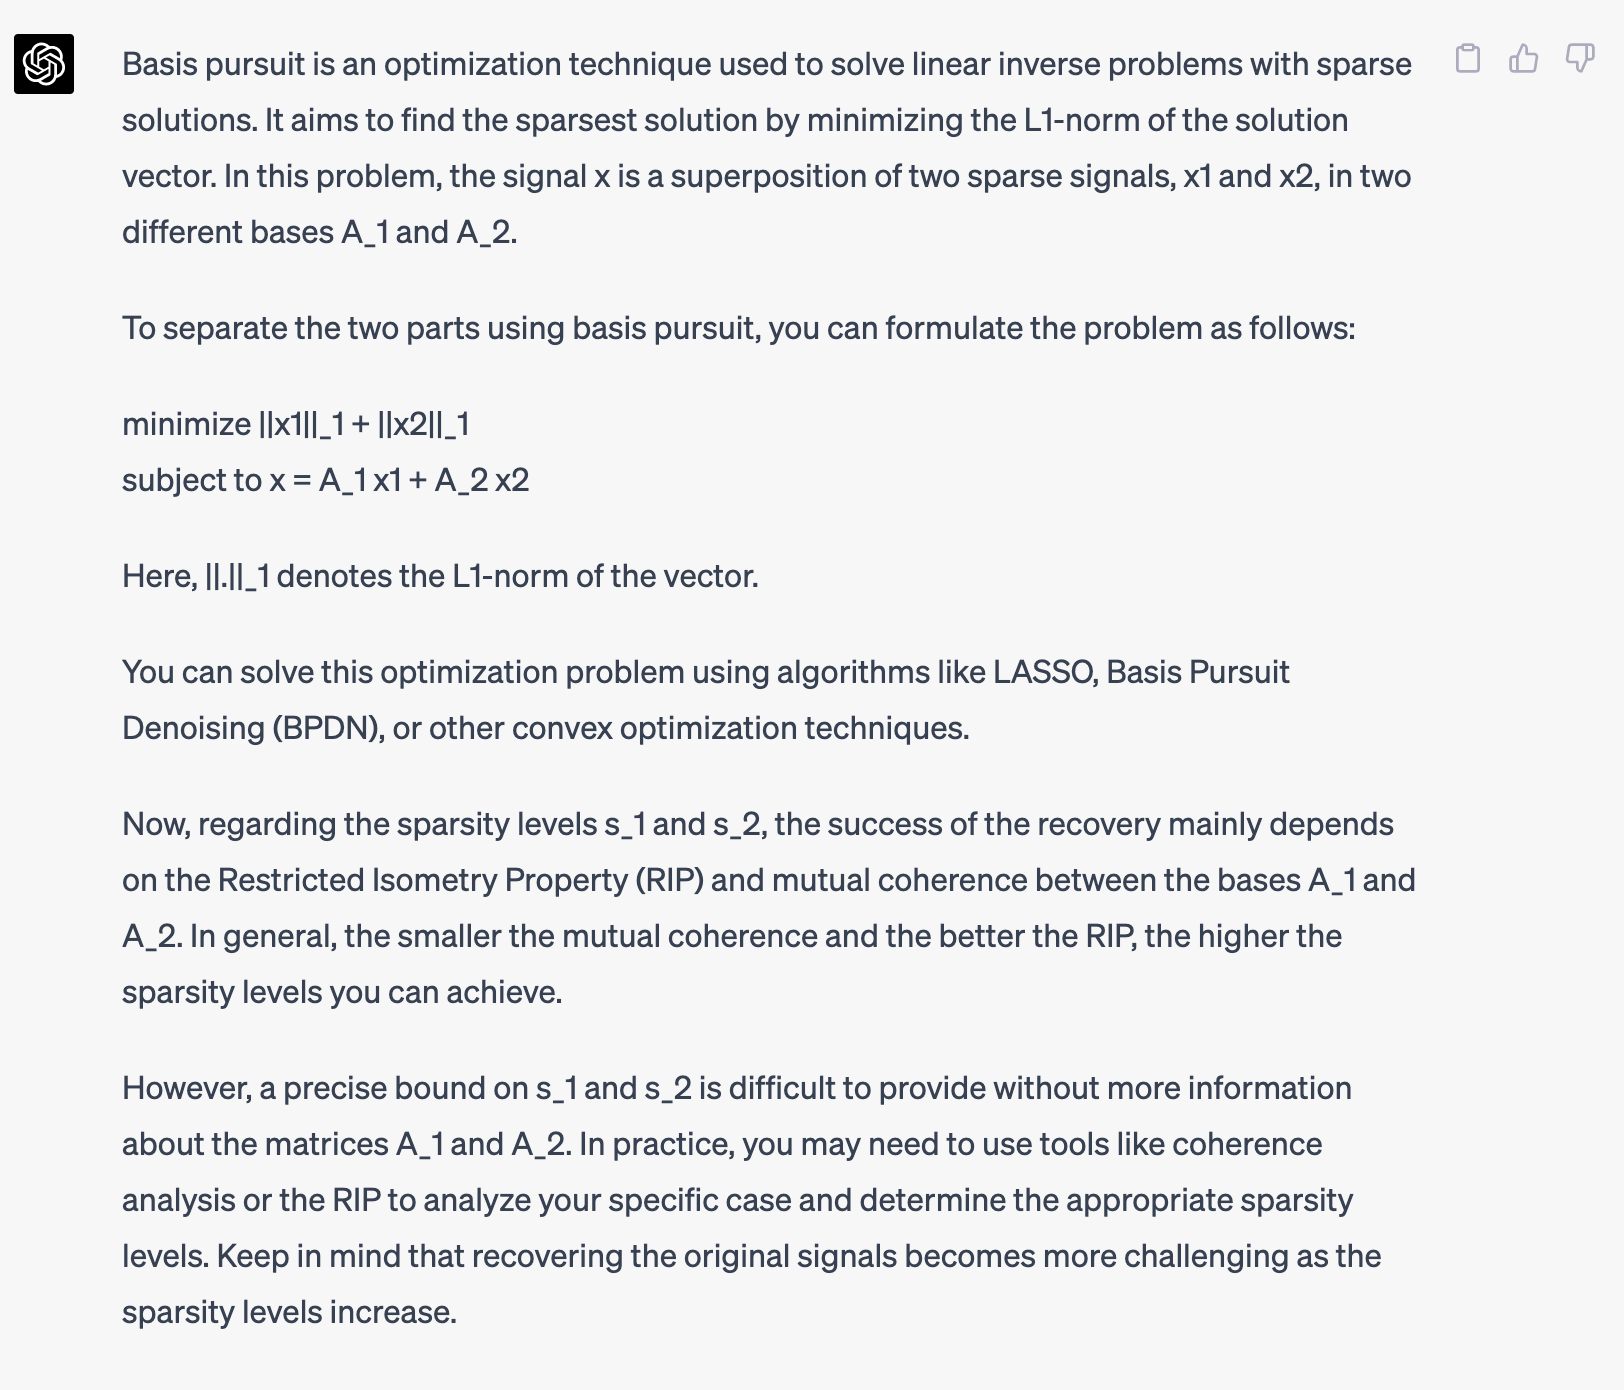 Basis pursuit is an optimization technique used to solve linear inverse problems with sparse
solutions. It aims to find the sparsest solution by minimizing the L1-norm of the solution
vector. In this problem, the signal x is a superposition of two sparse signals, x1 and x2, in two
different bases A_1 and A_2.
To separate the two parts using basis pursuit, you can formulate the problem as follows:
minimize ||x1||_1 + ||x2||_1
subject to x = A_1 x1 + A_2 x2
Here, ||.||_1 denotes the L1-norm of the vector.
You can solve this optimization problem using algorithms like LASSO, Basis Pursuit
Denoising (BPDN), or other convex optimization techniques.
Now, regarding the sparsity levels s_1 and s_2, the success of the recovery mainly depends
on the Restricted Isometry Property (RIP) and mutual coherence between the bases A_1 and
A_2. In general, the smaller the mutual coherence and the better the RIP, the higher the
sparsity levels you can achieve.
However, a precise bound on s_1 and s_2 is difficult to provide without more information
about the matrices A_1 and A_2. In practice, you may need to use tools like coherence
analysis or the RIP to analyze your specific case and determine the appropriate sparsity
levels. Keep in mind that recovering the original signals becomes more challenging as the
sparsity levels increase.